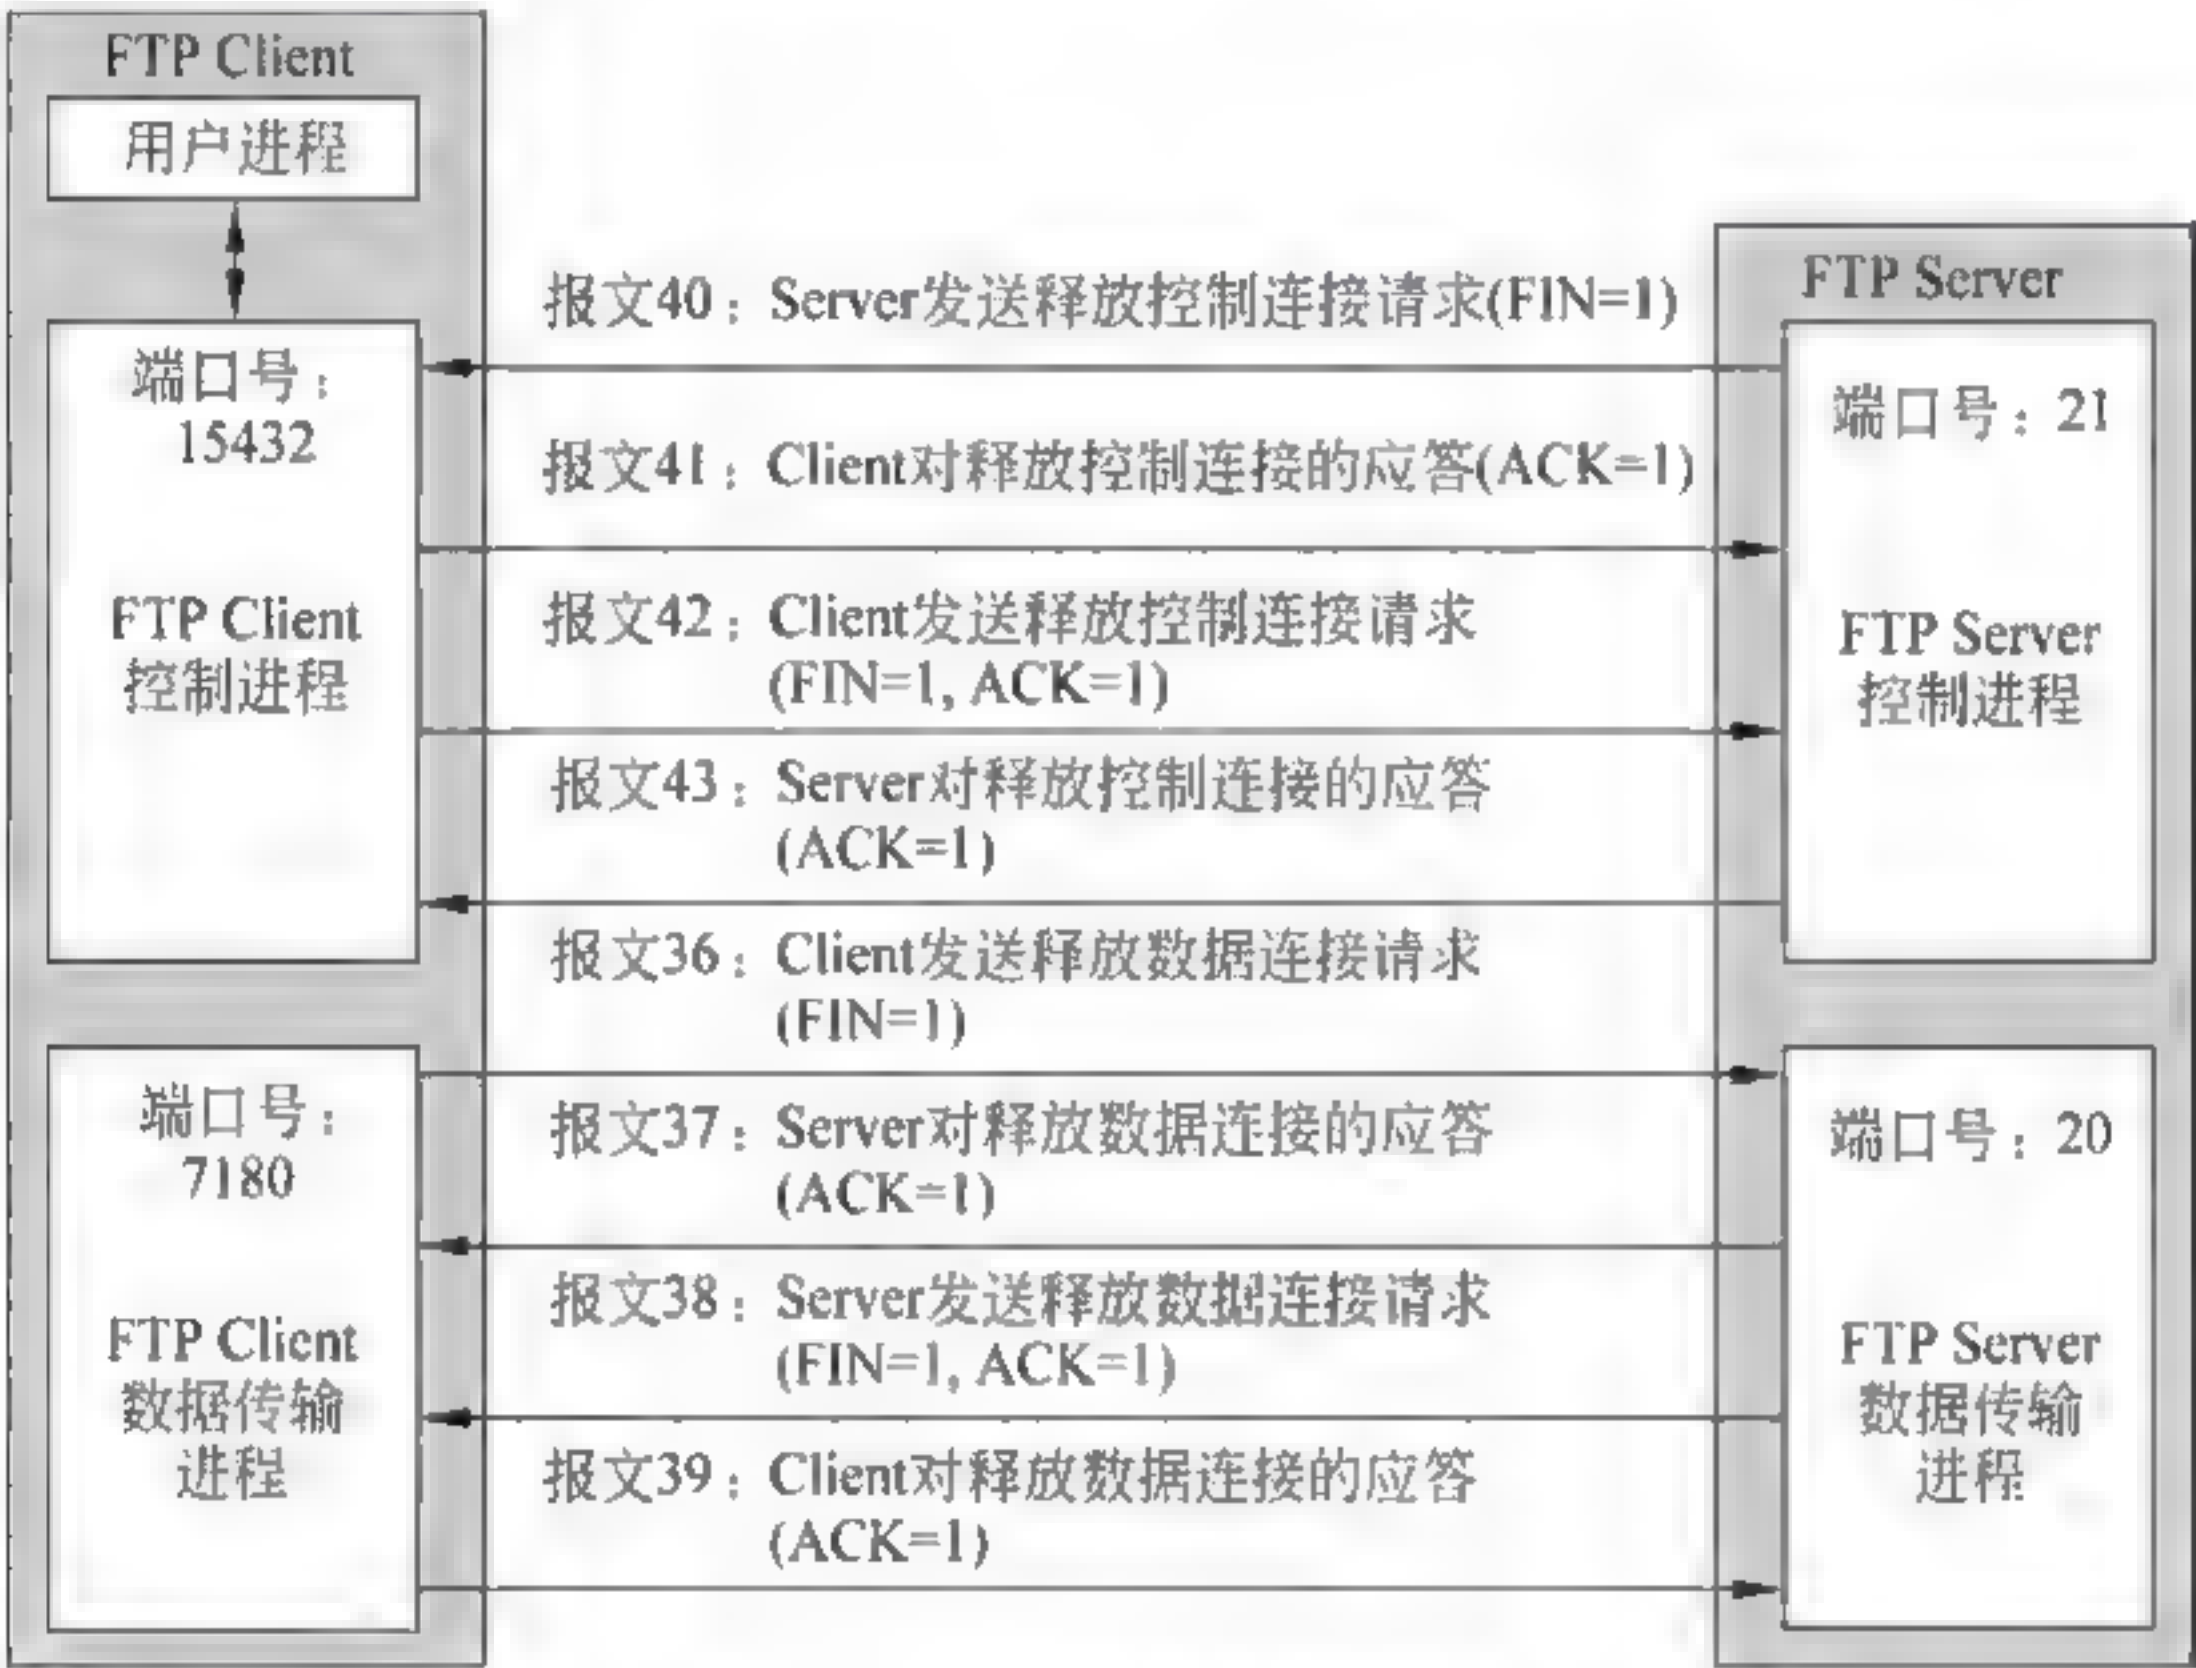 FTP Client
用户进程
端口号：
15432
FTP Client
控制进程
端口号：
7180
FTP Client
数据传输
进程
报文40：Server发送释放控制连接请求(FIN=1)
报文41：Client对释放控制连接的应答(ACK=1)
报文42：Client发送释放控制连接请求
(FIN=1, ACK=1)
报文43：Server对释放控制连接的应答
(ACK=1)
报文36：Client发送释放数据连接请求
(FIN=1)
报文37：Server对释放数据连接的应答
(ACK=1)
报文38：Server发送释放数据连接请求
(FIN=1, ACK=1)
报文39：Client对释放数据连接的应答
(ACK=1)
FTP Server
端口号：21
FTP Server
控制进程
端口号：20
FTP Server
数据传输
进程